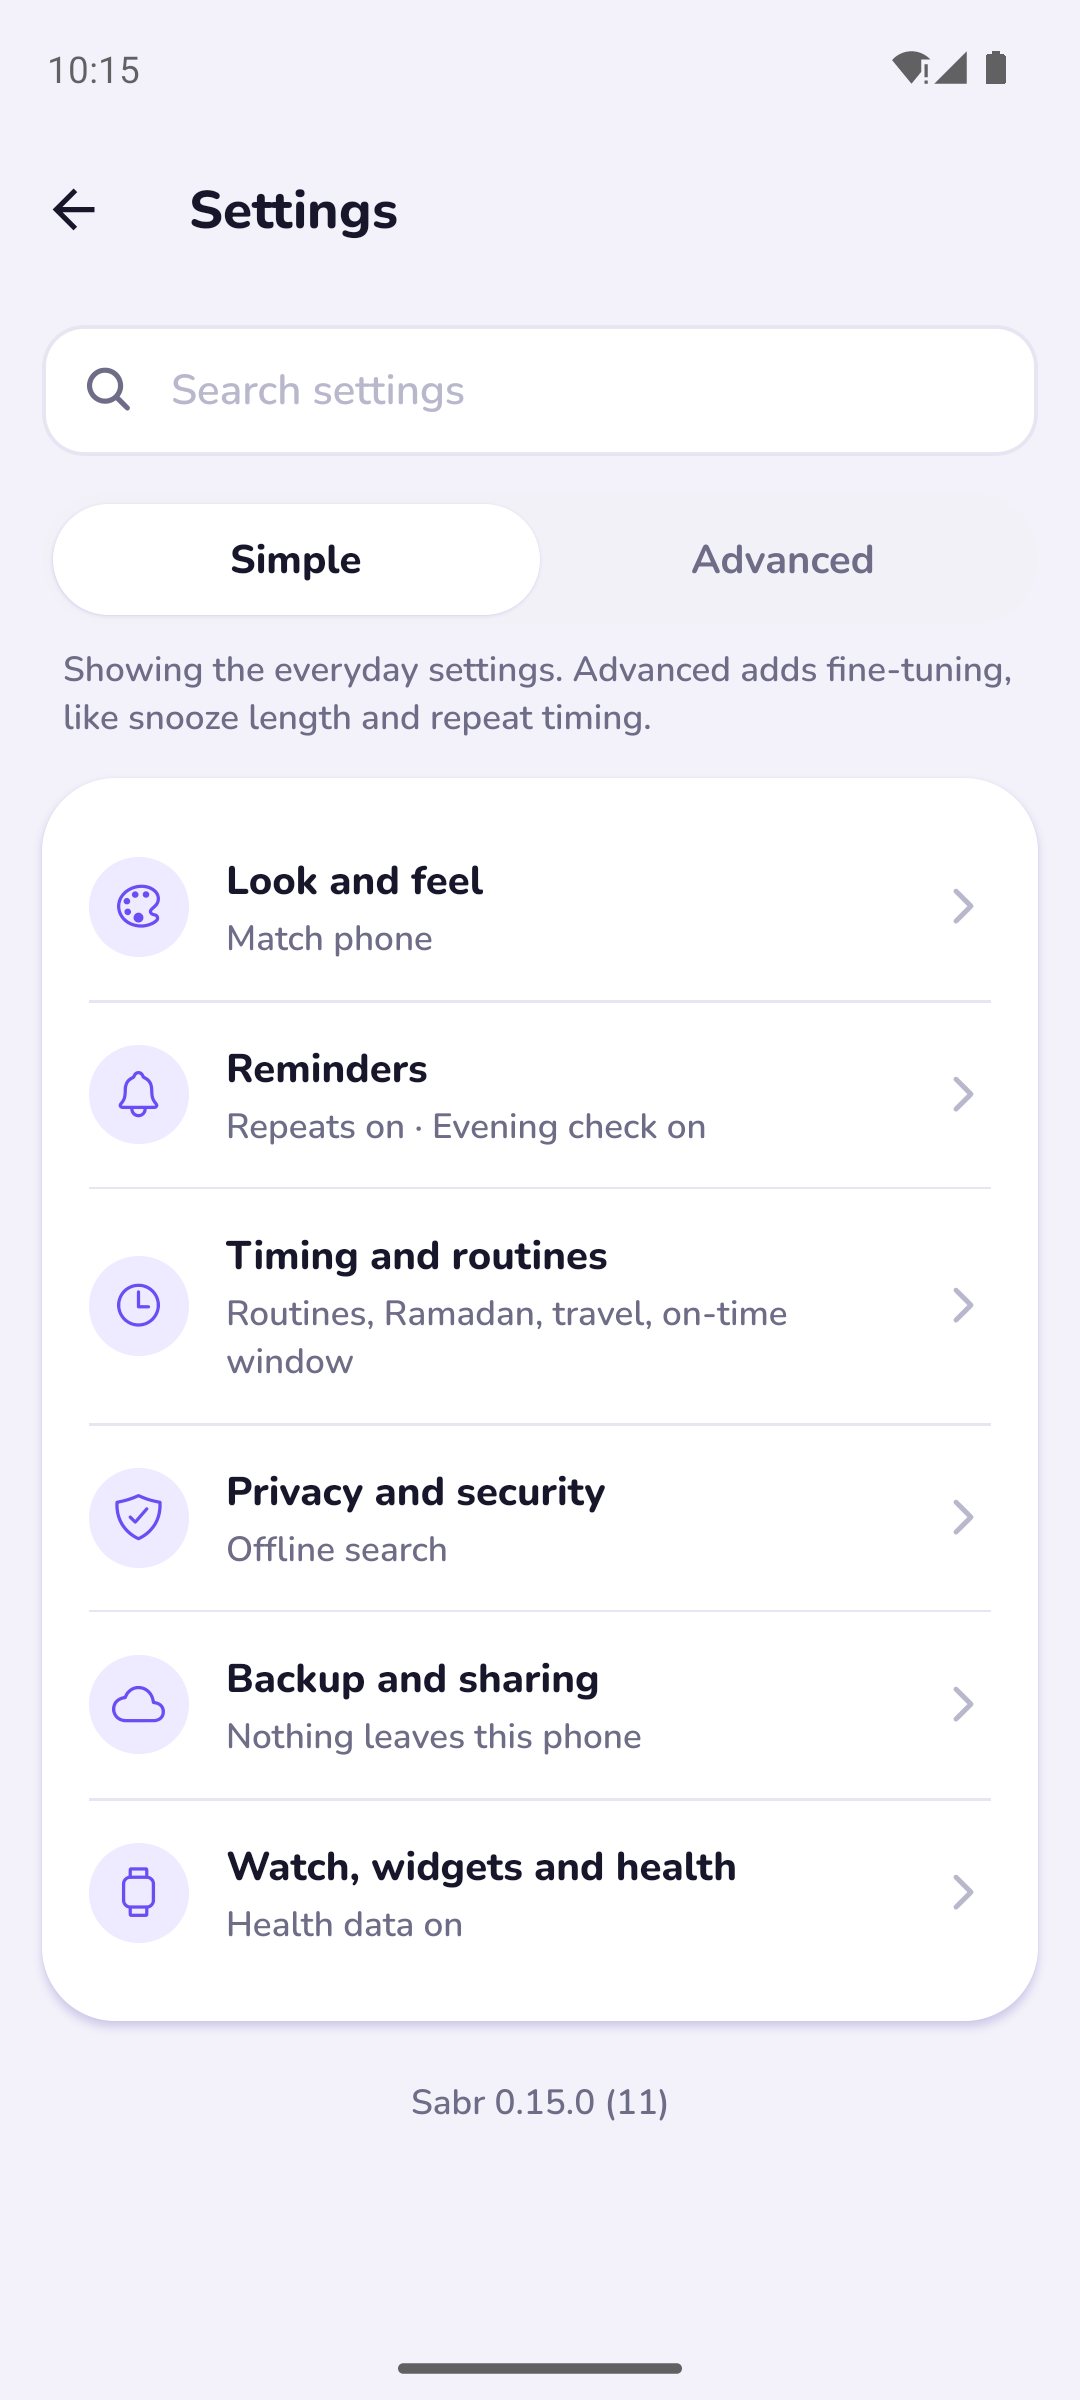 10:15
Settings
Search settings
Simple
Advanced
Showing the everyday settings. Advanced adds fine-tuning,
like snooze length and repeat timing.
Look and feel
Match phone
Reminders
Repeats on · Evening check on
Timing and routines
Routines, Ramadan, travel, on-time
window
Privacy and security
Offline search
Backup and sharing
Nothing leaves this phone
Watch, widgets and health
Health data on
Sabr 0.15.0 (11)